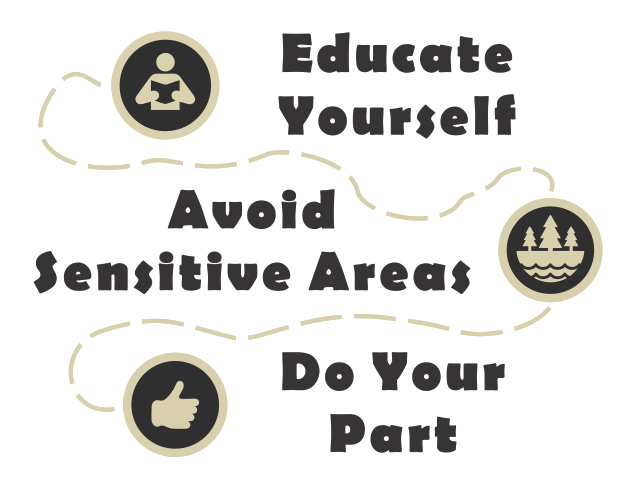 Educate
Yourself
Avoid
Sensitive Areas
Do Your
Part